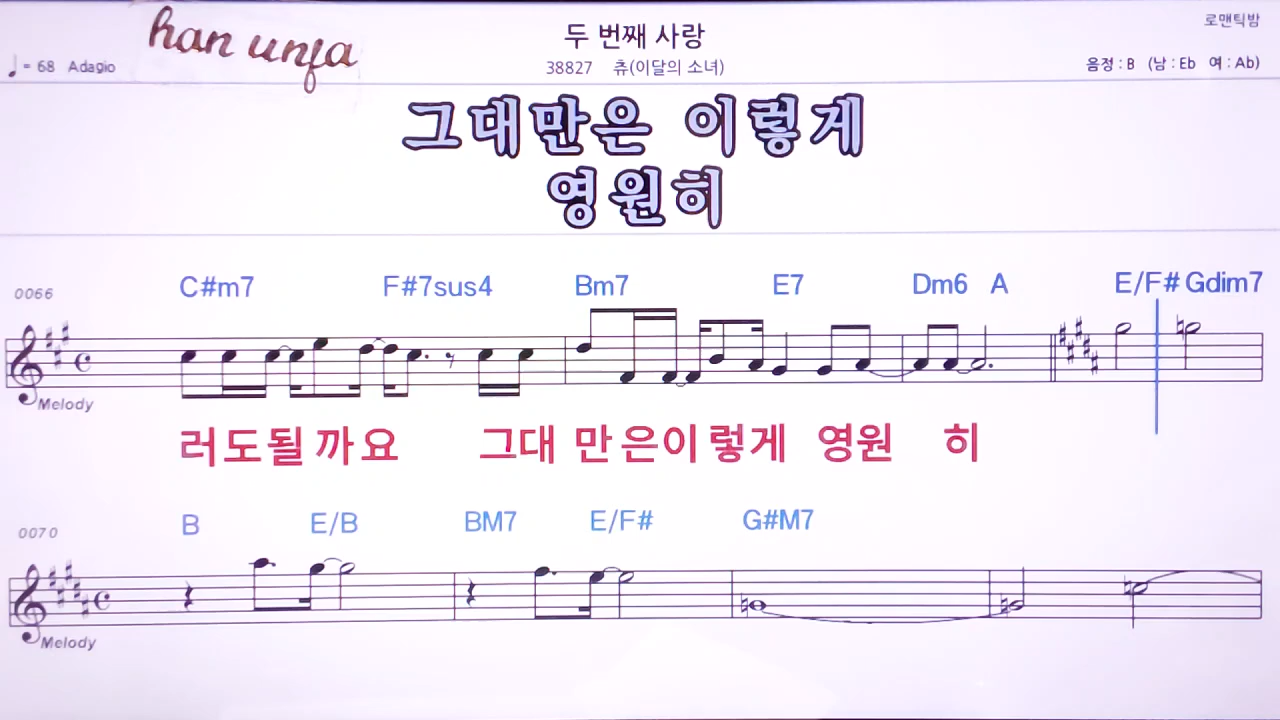 han unja
두 번째 사랑
로맨틱밤
♩= 68 Adagio
38827 츄(이달의 소녀)
음정 : B (남 : Eb 여 : Ab)
그대만은 이렇게
영원히
0066
C#m7 F#7sus4 Bm7 E7 Dm6 A E/F# Gdim7
Melody
러도될까요 그대 만은이렇게 영원 히
0070
B E/B BM7 E/F# G#M7
Melody